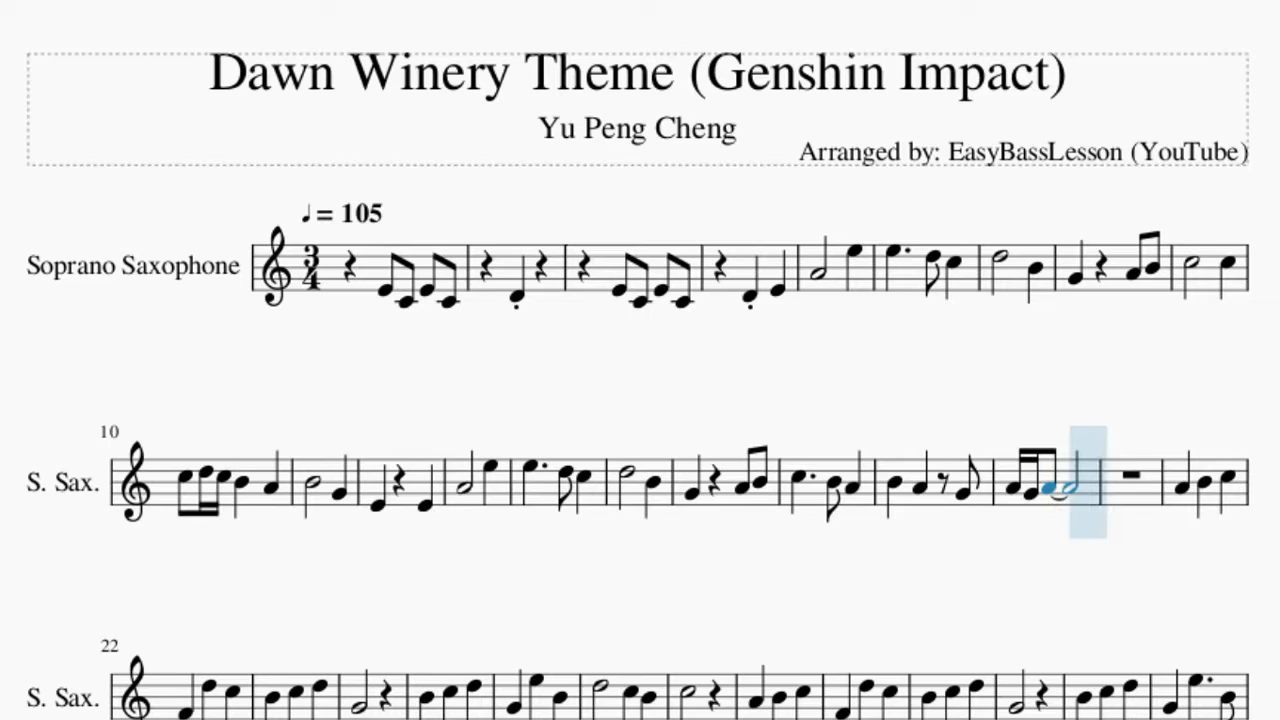 Dawn Winery Theme (Genshin Impact)
Yu Peng Cheng
Arranged by: EasyBassLesson (YouTube)
♩ = 105
Soprano Saxophone
3
4
10
S. Sax.
22
S. Sax.